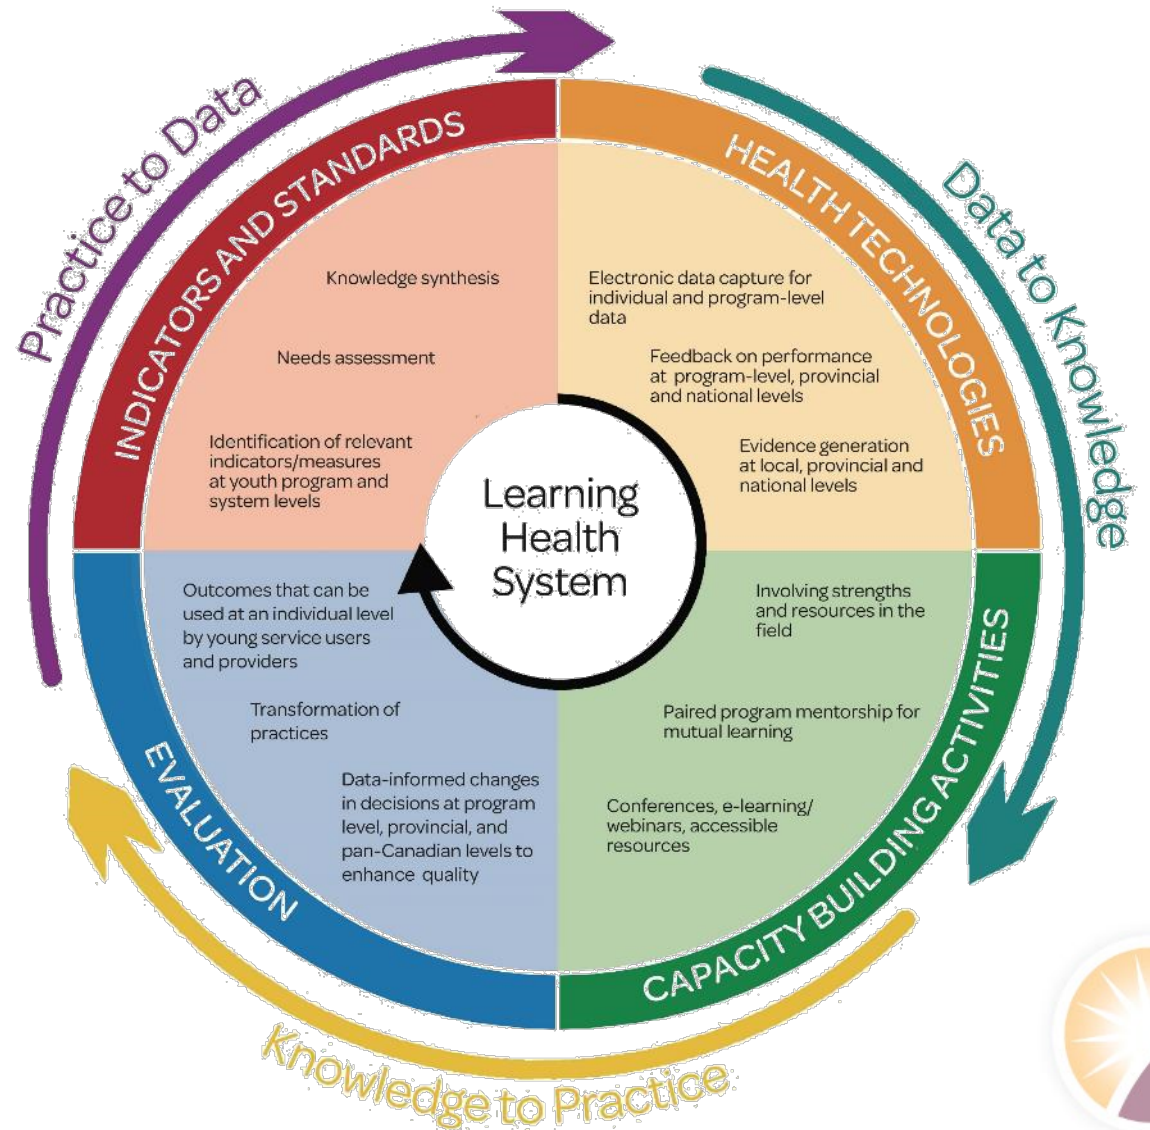 Practice to Data
INDICATORS AND STANDARDS
Knowledge synthesis
Needs assessment
Identification of relevant
indicators/measures
at youth program and
system levels
HEALTH TECHNOLOGIES
Data to Knowledge
Electronic data capture for
individual and program-level
data
Feedback on performance
at program-level, provincial
and national levels
Evidence generation
at local, provincial and
national levels
Learning
Health
System
Outcomes that can be
used at an individual level
by young service users
and providers
Transformation of
practices
Data-informed changes
in decisions at program
level, provincial, and
pan-Canadian levels to
enhance quality
EVALUATION
Involving strengths
and resources in the
field
Paired program mentorship for
mutual learning
Conferences, e-learning/
webinars, accessible
resources
CAPACITY BUILDING ACTIVITIES
Knowledge to Practice